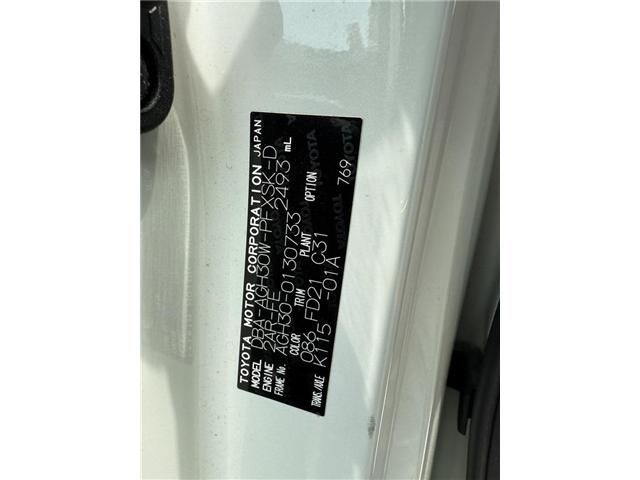 TOYOTA MOTOR CORPORATION JAPAN
MODEL DBA-AGH30W-PFXSK-D
ENGINE 2AR-FE 2493 mL
FRAME No. AGH30-0130733
COLOR TRIM PLANT OPTION
086 FD21 C31 769
TRANS./AXLE K115 -01A